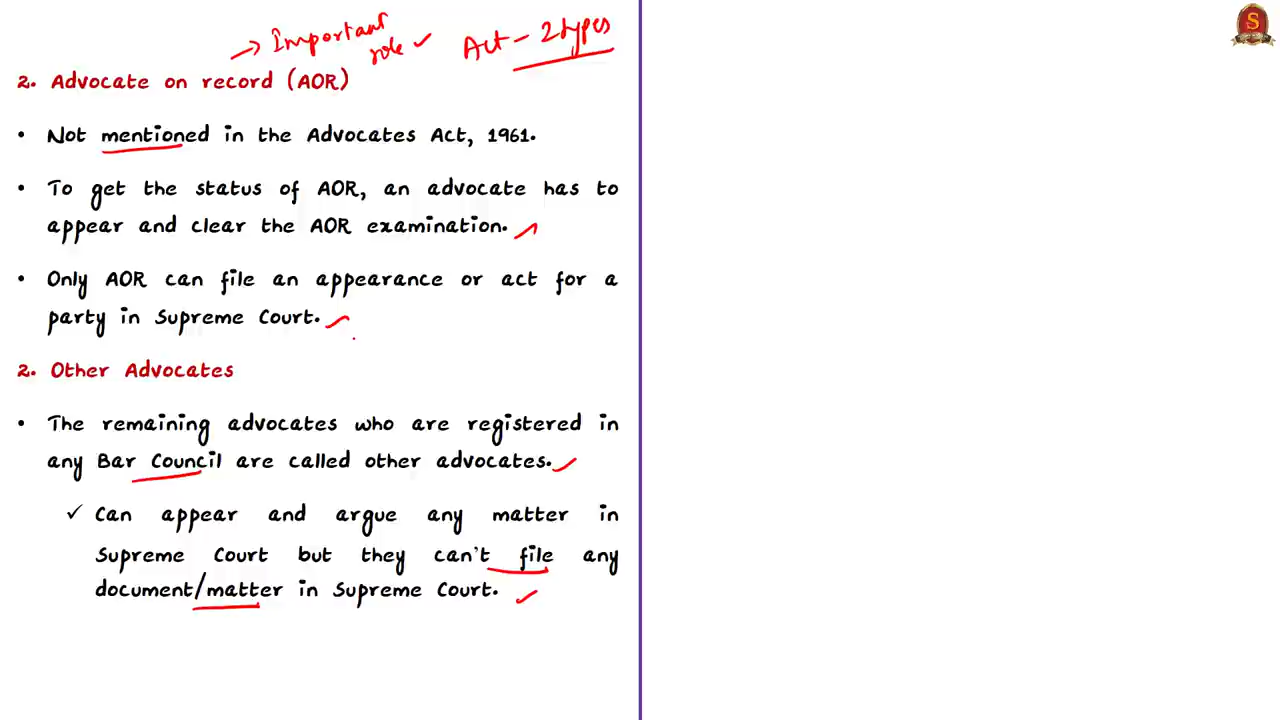 → Important
role ✓ Act - 2 types
2. Advocate on record (AOR)
• Not mentioned in the Advocates Act, 1961.
• To get the status of AOR, an advocate has to
appear and clear the AOR examination.
• Only AOR can file an appearance or act for a
party in Supreme Court.
2. Other Advocates
• The remaining advocates who are registered in
any Bar Council are called other advocates.
✓ Can appear and argue any matter in
Supreme Court but they can't file any
document/matter in Supreme Court.
S